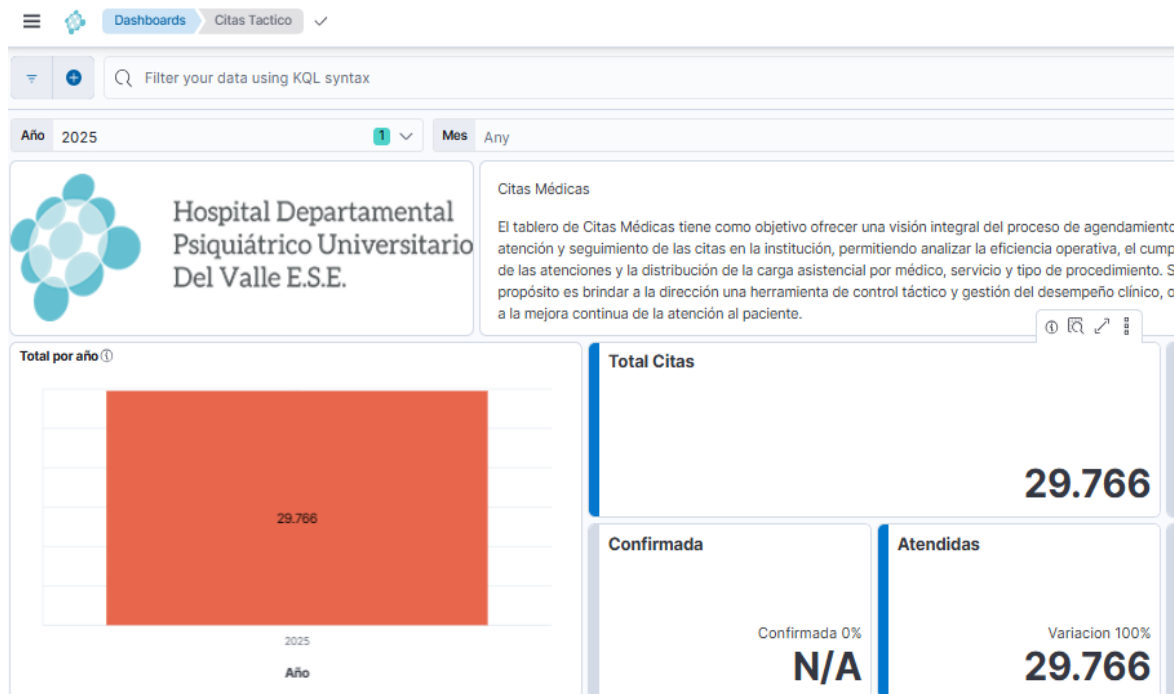 Dashboards
Citas Tactico
Filter your data using KQL syntax
Año
2025
1
Mes
Any
Hospital Departamental
Psiquiátrico Universitario
Del Valle E.S.E.
Citas Médicas
El tablero de Citas Médicas tiene como objetivo ofrecer una visión integral del proceso de agendamiento
atención y seguimiento de las citas en la institución, permitiendo analizar la eficiencia operativa, el
de las atenciones y la distribución de la carga asistencial por médico, servicio y tipo de procedimiento.
propósito es brindar a la dirección una herramienta de control táctico y gestión del desempeño clínico,
a la mejora continua de la atención al paciente.
Total por año
29.766
2025
Año
Total Citas
29.766
Confirmada
Confirmada 0%
N/A
Atendidas
Variacion 100%
29.766